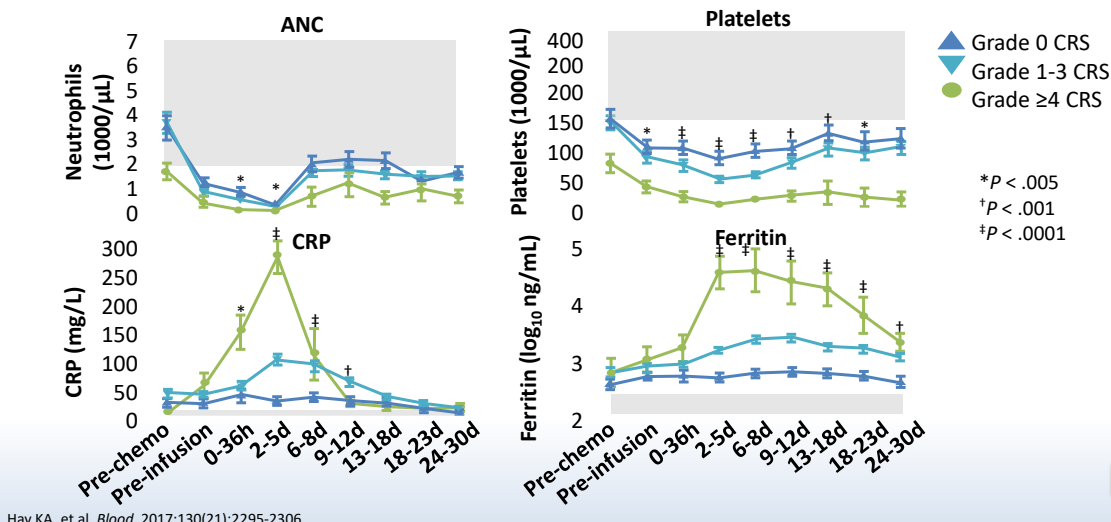 ANC
Neutrophils
(1000/µL)
7
6
5
4
3
2
1
0
* *
Platelets
Platelets (1000/µL)
400
200
200
150
100
50
0
* ‡ ‡ ‡ † † *
Grade 0 CRS
Grade 1-3 CRS
Grade ≥4 CRS
*P < .005
†P < .001
‡P < .0001
CRP
CRP (mg/L)
300
250
200
150
100
50
0
* ‡ ‡ †
Pre-chemo
Pre-infusion
0-36h
2-5d
6-8d
9-12d
13-18d
18-23d
24-30d
Ferritin
Ferritin (log10 ng/mL)
5
4
3
2
‡ ‡ ‡ ‡ ‡ †
Pre-chemo
Pre-infusion
0-36h
2-5d
6-8d
9-12d
13-18d
18-23d
24-30d
Hay KA, et al. Blood. 2017;130(21):2295-2306.